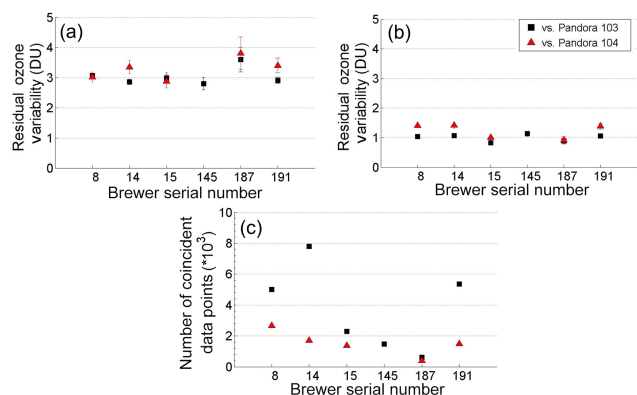 (a)
Residual ozone
variability (DU)
5
4
3
2
1
0
8 14 15 145 187 191
Brewer serial number
(b)
vs. Pandora 103
vs. Pandora 104
Residual ozone
variability (DU)
5
4
3
2
1
0
8 14 15 145 187 191
Brewer serial number
(c)
Number of coincident
data points (*10³)
10
8
6
4
2
0
8 14 15 145 187 191
Brewer serial number